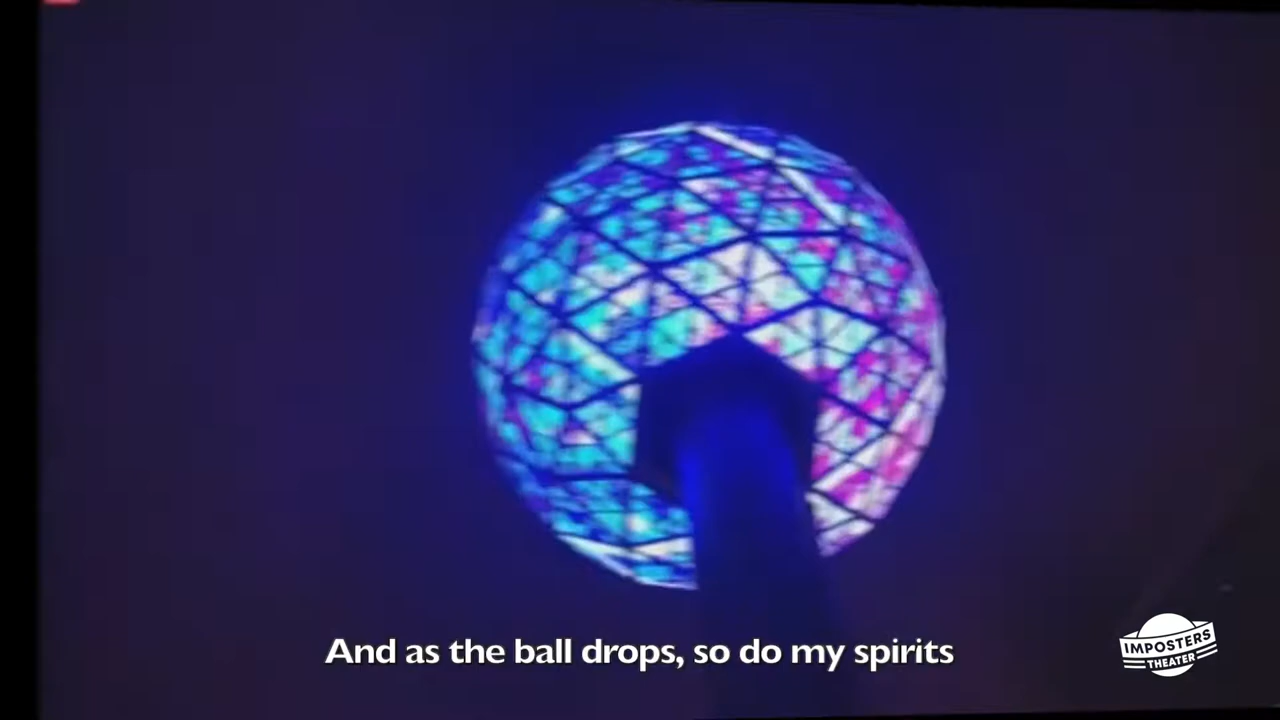 And as the ball drops, so do my spirits
IMPOSTERS
THEATER